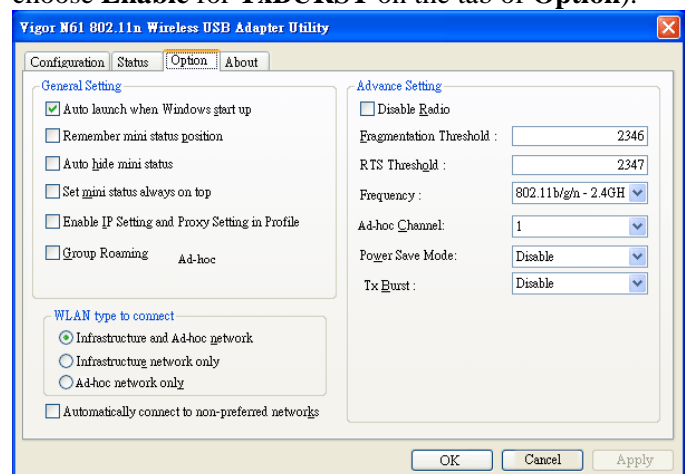 choose Enable for TxBURST on the tab of Option).
Vigor N61 802.11n Wireless USB Adapter Utility
Configuration Status Option About
General Setting
Auto launch when Windows start up
Remember mini status position
Auto hide mini status
Set mini status always on top
Enable IP Setting and Proxy Setting in Profile
Group Roaming Ad-hoc
WLAN type to connect
Infrastructure and Ad-hoc network
Infrastructure network only
Ad-hoc network only
Automatically connect to non-preferred networks
Advance Setting
Disable Radio
Fragmentation Threshold : 2346
RTS Threshold : 2347
Frequency : 802.11b/g/n - 2.4GH
Ad-hoc Channel: 1
Power Save Mode: Disable
Tx Burst : Disable
OK Cancel Apply